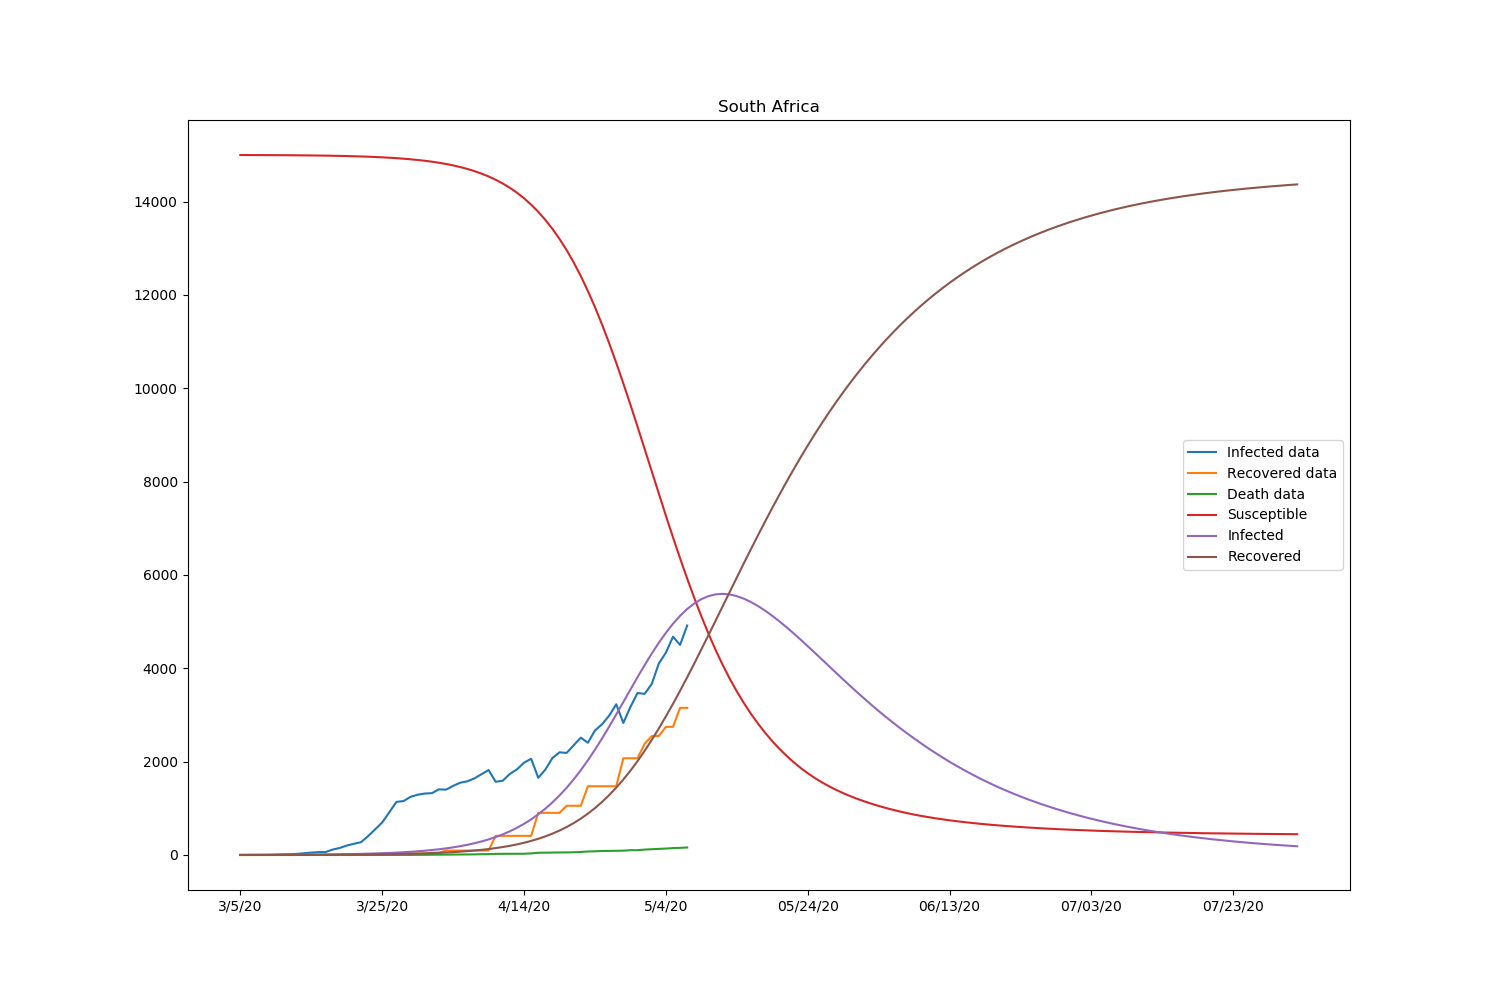 South Africa
14000
12000
10000
8000
6000
4000
2000
0
Infected data
Recovered data
Death data
Susceptible
Infected
Recovered
3/5/20 3/25/20 4/14/20 5/4/20 05/24/20 06/13/20 07/03/20 07/23/20